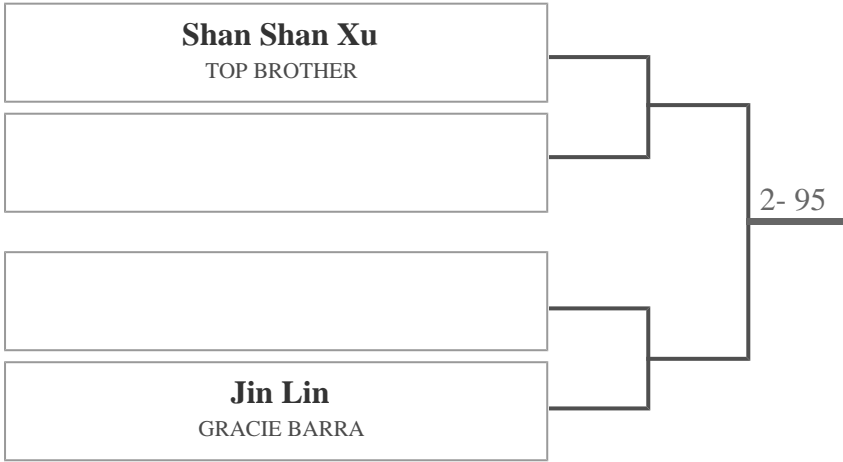 Shan Shan Xu
TOP BROTHER
2- 95
Jin Lin
GRACIE BARRA